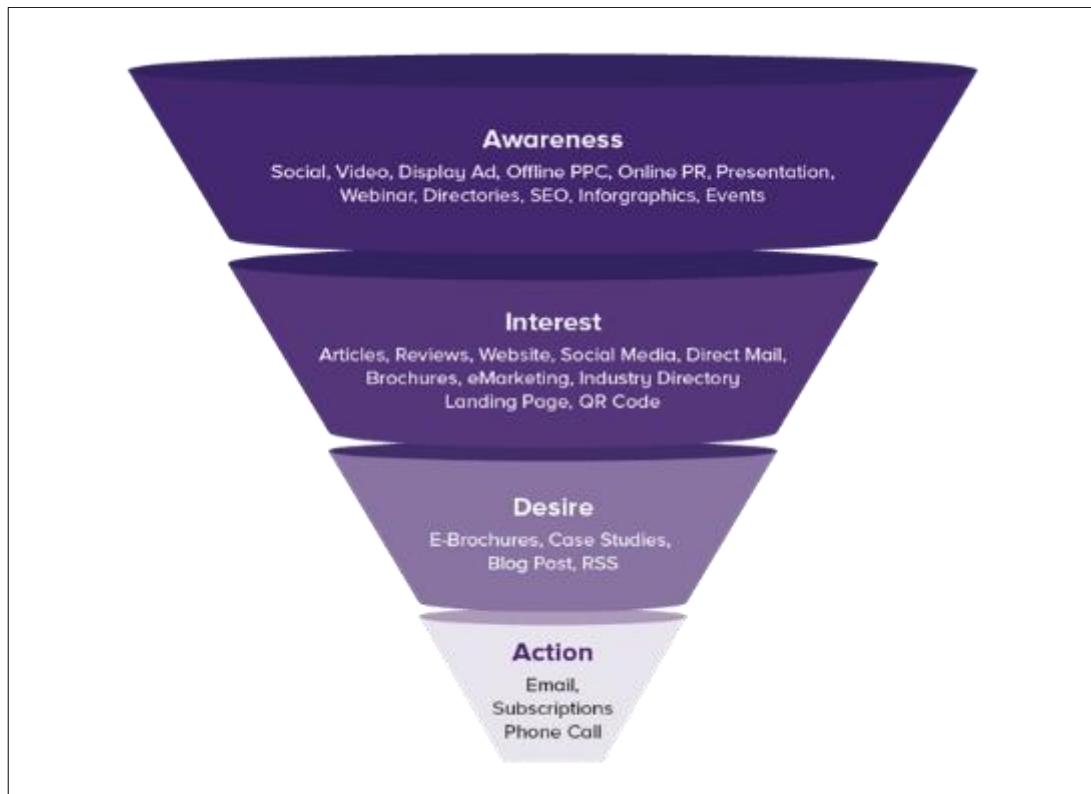 Awareness
Social, Video, Display Ad, Offline PPC, Online PR, Presentation,
Webinar, Directories, SEO, Inforgraphics, Events
Interest
Articles, Reviews, Website, Social Media, Direct Mail,
Brochures, eMarketing, Industry Directory
Landing Page, QR Code
Desire
E-Brochures, Case Studies,
Blog Post, RSS
Action
Email,
Subscriptions
Phone Call